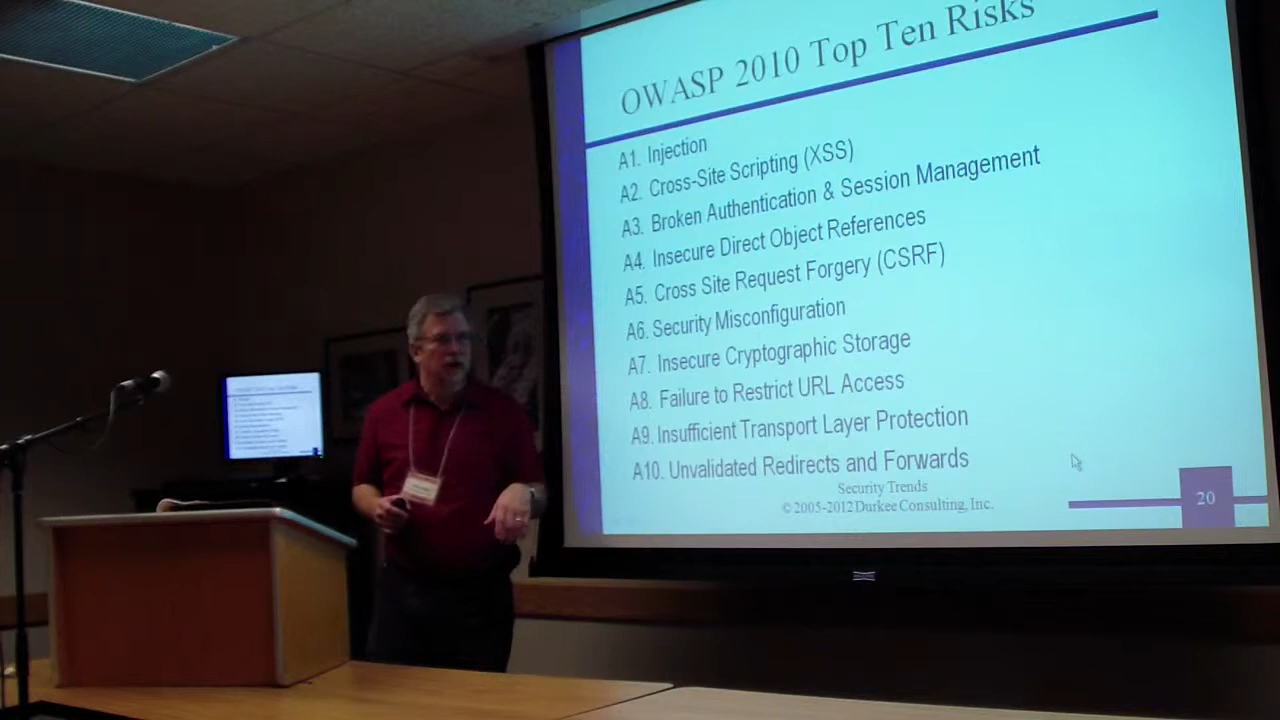 OWASP 2010 Top Ten Risks
A1. Injection
A2. Cross-Site Scripting (XSS)
A3. Broken Authentication & Session Management
A4. Insecure Direct Object References
A5. Cross Site Request Forgery (CSRF)
A6. Security Misconfiguration
A7. Insecure Cryptographic Storage
A8. Failure to Restrict URL Access
A9. Insufficient Transport Layer Protection
A10. Unvalidated Redirects and Forwards
Security Trends
© 2005-2012 Durkee Consulting, Inc.
20